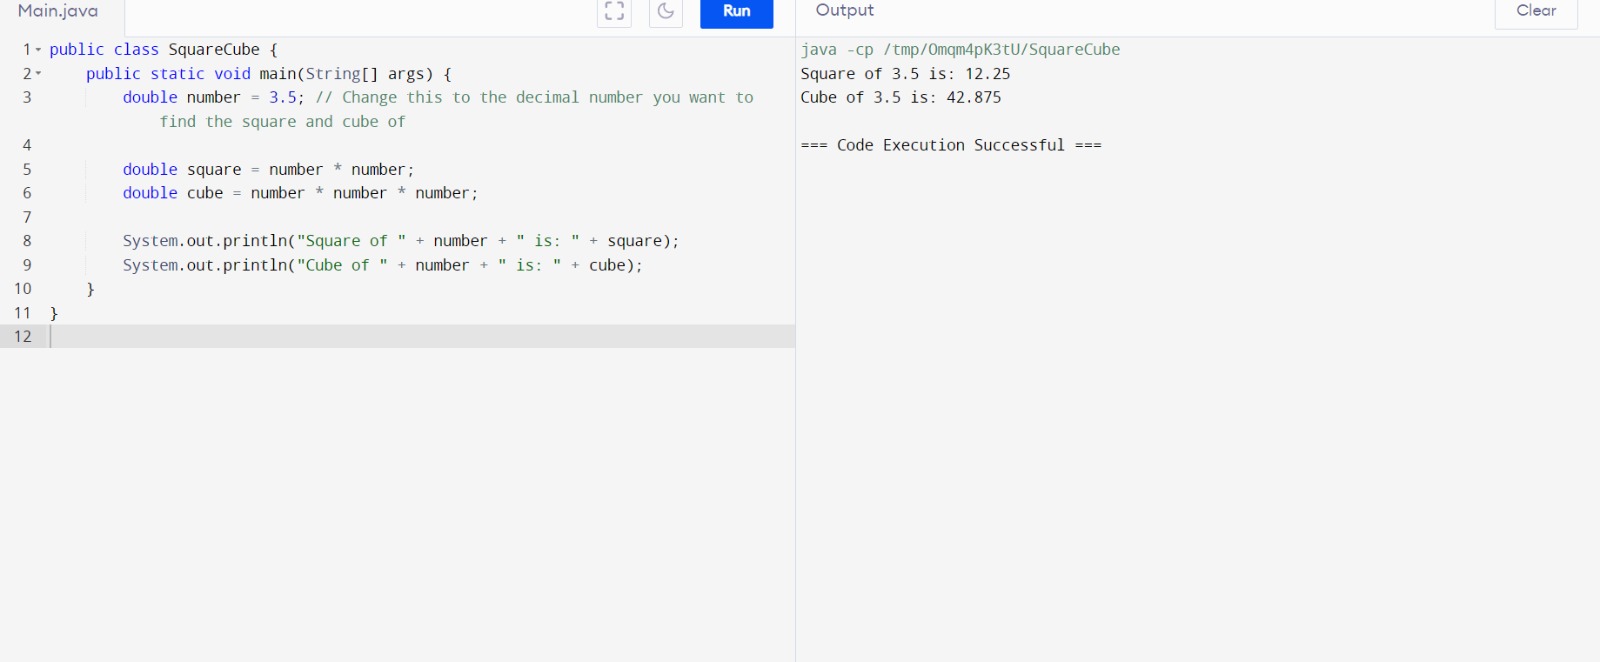 Main.java
Run
Output
Clear
1 public class SquareCube {
2     public static void main(String[] args) {
3         double number = 3.5; // Change this to the decimal number you want to
            find the square and cube of
4
5         double square = number * number;
6         double cube = number * number * number;
7
8         System.out.println("Square of " + number + " is: " + square);
9         System.out.println("Cube of " + number + " is: " + cube);
10     }
11 }
12
java -cp /tmp/Omqm4pK3tU/SquareCube
Square of 3.5 is: 12.25
Cube of 3.5 is: 42.875
=== Code Execution Successful ===